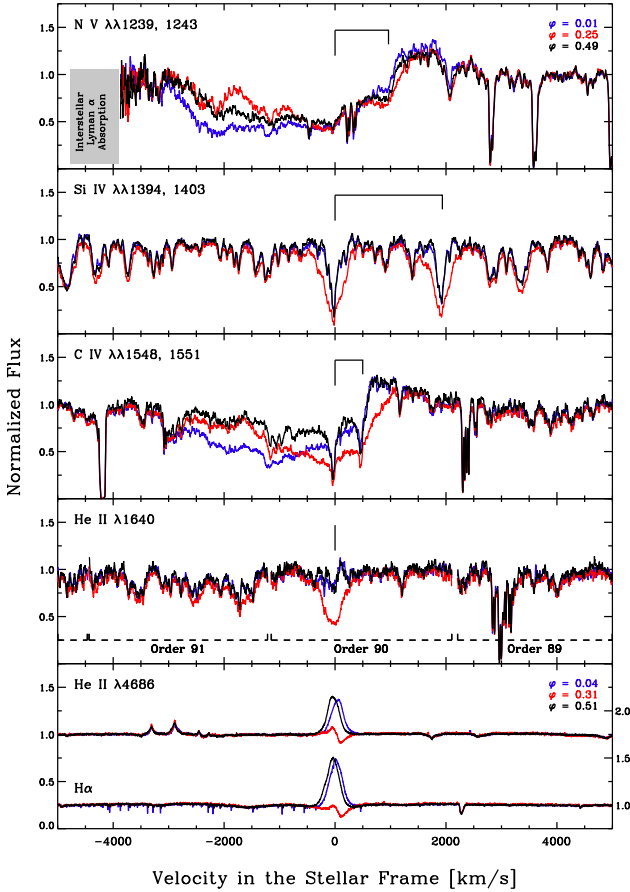 N V λλ1239, 1243
φ = 0.01
φ = 0.25
φ = 0.49
1.5
1.0
0.5
Interstellar
Lyman α
Absorption
Si IV λλ1394, 1403
1.5
1.0
0.5
C IV λλ1548, 1551
1.5
1.0
0.5
Normalized Flux
He II λ1640
1.5
1.0
0.5
Order 91
Order 90
Order 89
He II λ4686
φ = 0.04
φ = 0.31
φ = 0.51
1.5
1.0
0.5
0.0
2.0
1.5
1.0
Hα
−4000
−2000
0
2000
4000
Velocity in the Stellar Frame [km/s]